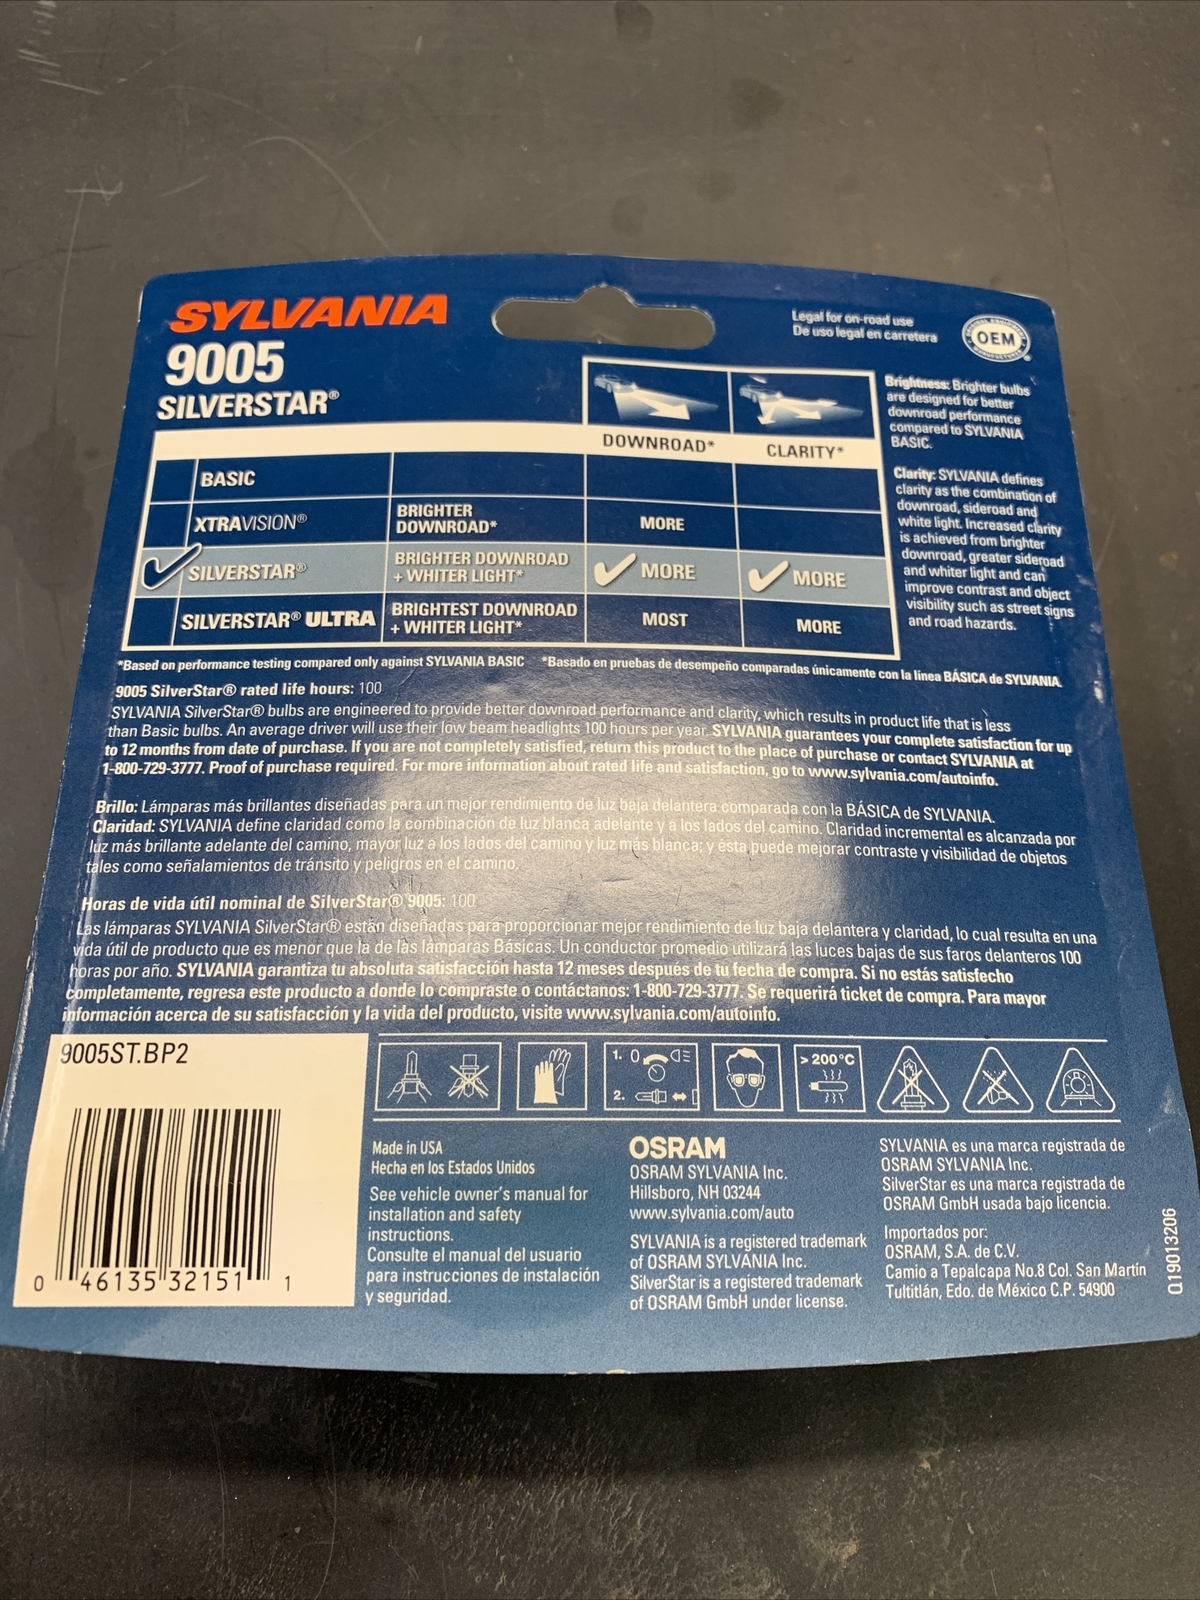 SYLVANIA
9005
SILVERSTAR®
Legal for on-road use
De uso legal en carretera
OEM
DOWNROAD*
CLARITY*
BASIC
XTRAVISION®
BRIGHTER
DOWNROAD*
MORE
SILVERSTAR®
BRIGHTER DOWNROAD
+ WHITER LIGHT*
MORE
MORE
SILVERSTAR® ULTRA
BRIGHTEST DOWNROAD
+ WHITER LIGHT*
MOST
MORE
Brightness: Brighter bulbs
are designed for better
downroad performance
compared to SYLVANIA
BASIC.
Clarity: SYLVANIA defines
clarity as the combination of
downroad, sideroad and
white light. Increased clarity
is achieved from brighter
downroad, greater sideroad
and whiter light and can
improve contrast and object
visibility such as street signs
and road hazards.
*Based on performance testing compared only against SYLVANIA BASIC *Basado en pruebas de desempeño comparadas únicamente con la línea BÁSICA de SYLVANIA.
9005 SilverStar® rated life hours: 100
SYLVANIA SilverStar® bulbs are engineered to provide better downroad performance and clarity, which results in product life that is less
than Basic bulbs. An average driver will use their low beam headlights 100 hours per year. SYLVANIA guarantees your complete satisfaction for up
to 12 months from date of purchase. If you are not completely satisfied, return this product to the place of purchase or contact SYLVANIA at
1-800-729-3777. Proof of purchase required. For more information about rated life and satisfaction, go to www.sylvania.com/autoinfo.
Brillo: Lámparas más brillantes diseñadas para un mejor rendimiento de luz baja delantera comparada con la BÁSICA de SYLVANIA.
Claridad: SYLVANIA define claridad como la combinación de luz blanca adelante y a los lados del camino. Claridad incremental es alcanzada por
luz más brillante adelante del camino, mayor luz a los lados del camino y luz más blanca; y ésta puede mejorar contraste y visibilidad de objetos
tales como señalamientos de tránsito y peligros en el camino.
Horas de vida útil nominal de SilverStar® 9005: 100
Las lámparas SYLVANIA SilverStar® están diseñadas para proporcionar mejor rendimiento de luz baja delantera y claridad, lo cual resulta en una
vida útil de producto que es menor que la de las lámparas Básicas. Un conductor promedio utilizará las luces bajas de sus faros delanteros 100
horas por año. SYLVANIA garantiza tu absoluta satisfacción hasta 12 meses después de tu fecha de compra. Si no estás satisfecho
completamente, regresa este producto a donde lo compraste o contáctanos: 1-800-729-3777. Se requerirá ticket de compra. Para mayor
información acerca de su satisfacción y la vida del producto, visite www.sylvania.com/autoinfo.
9005ST.BP2
0 46135 32151 1
1. 0
2.
> 200°C
Made in USA
Hecha en los Estados Unidos
See vehicle owner's manual for
installation and safety
instructions.
Consulte el manual del usuario
para instrucciones de instalación
y seguridad.
OSRAM
OSRAM SYLVANIA Inc.
Hillsboro, NH 03244
www.sylvania.com/auto
SYLVANIA is a registered trademark
of OSRAM SYLVANIA Inc.
SilverStar is a registered trademark
of OSRAM GmbH under license.
SYLVANIA es una marca registrada de
OSRAM SYLVANIA Inc.
SilverStar es una marca registrada de
OSRAM GmbH usada bajo licencia.
Importados por:
OSRAM, S.A. de C.V.
Camio a Tepalcapa No.8 Col. San Martín
Tultitlán, Edo. de México C.P. 54900
Q19013206